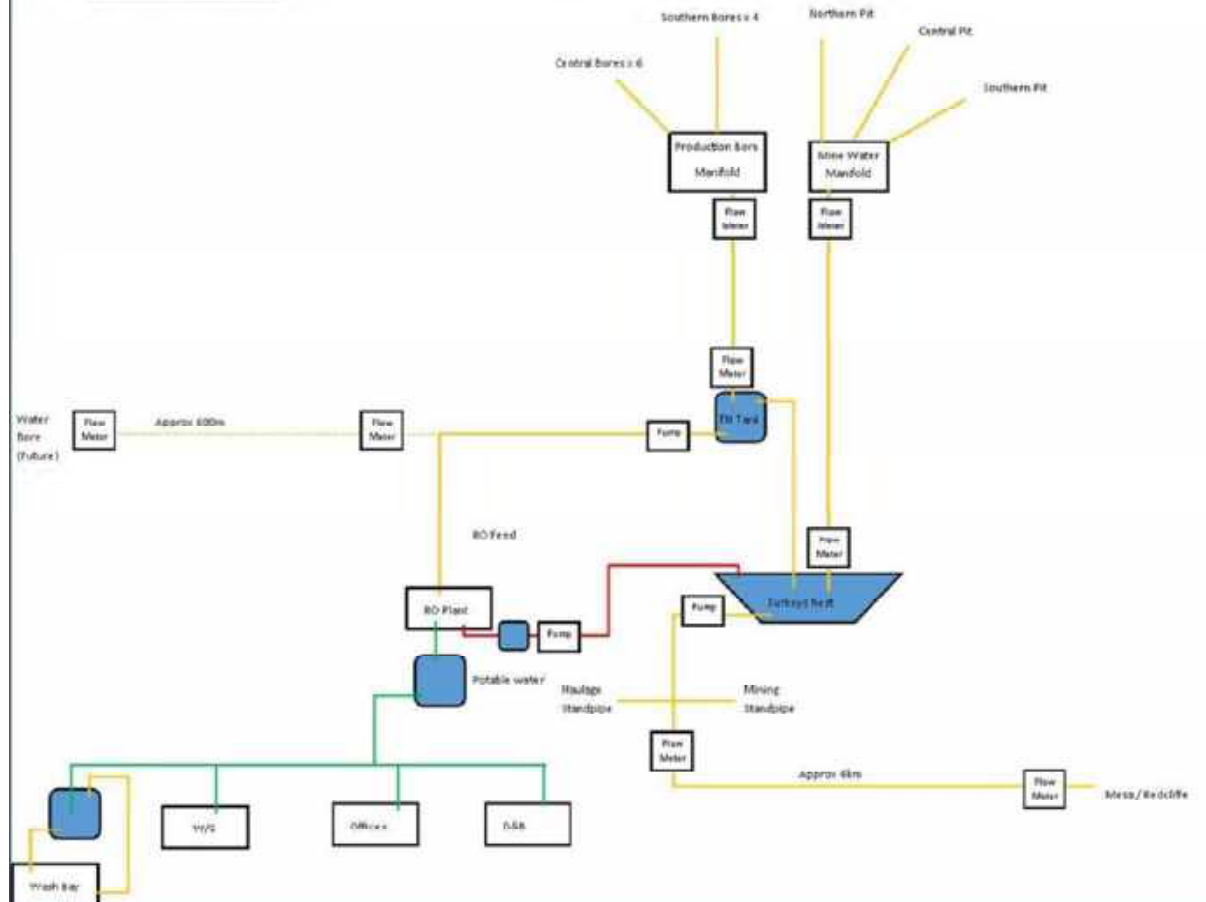 Southern Bores x 4
Northern Pit
Central Pit
Central Bores x 6
Southern Pit
Production Bore
Manifold
Mine Water
Manifold
Flow
Meter
Flow
Meter
Flow
Meter
Water
Bore
(Future)
Flow
Meter
Approx 600m
Flow
Meter
Pump
Tank
RO Feed
Flow
Meter
RO Plant
Pump
Pump
Turkeys Nest
Potable water
Haulage
Standpipe
Mining
Standpipe
Flow
Meter
Approx 6km
Flow
Meter
Mesa/Redcliffe
W/S
Offices
D&B
Wash Bay